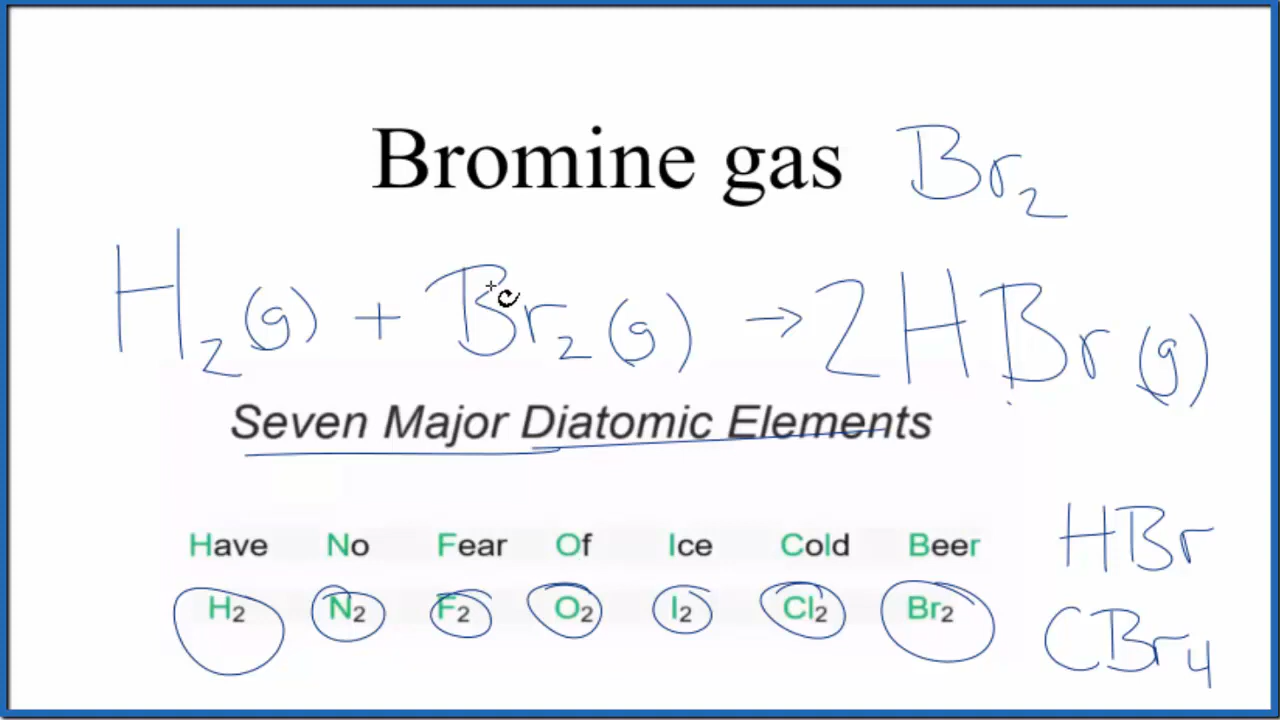 Bromine gas Br₂
H₂(g) + Br₂(g) → 2HBr(g)
Seven Major Diatomic Elements
Have No Fear Of Ice Cold Beer
H₂ N₂ F₂ O₂ I₂ Cl₂ Br₂
HBr
CBr₄